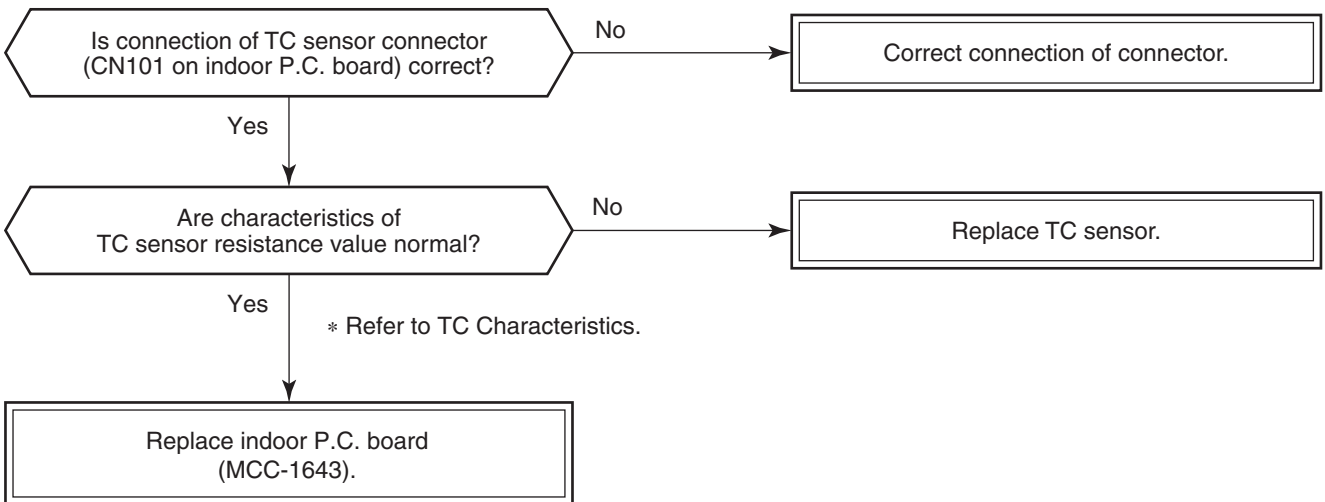 Is connection of TC sensor connector
(CN101 on indoor P.C. board) correct?
No
Correct connection of connector.
Yes
Are characteristics of
TC sensor resistance value normal?
No
Replace TC sensor.
Yes
* Refer to TC Characteristics.
Replace indoor P.C. board
(MCC-1643).